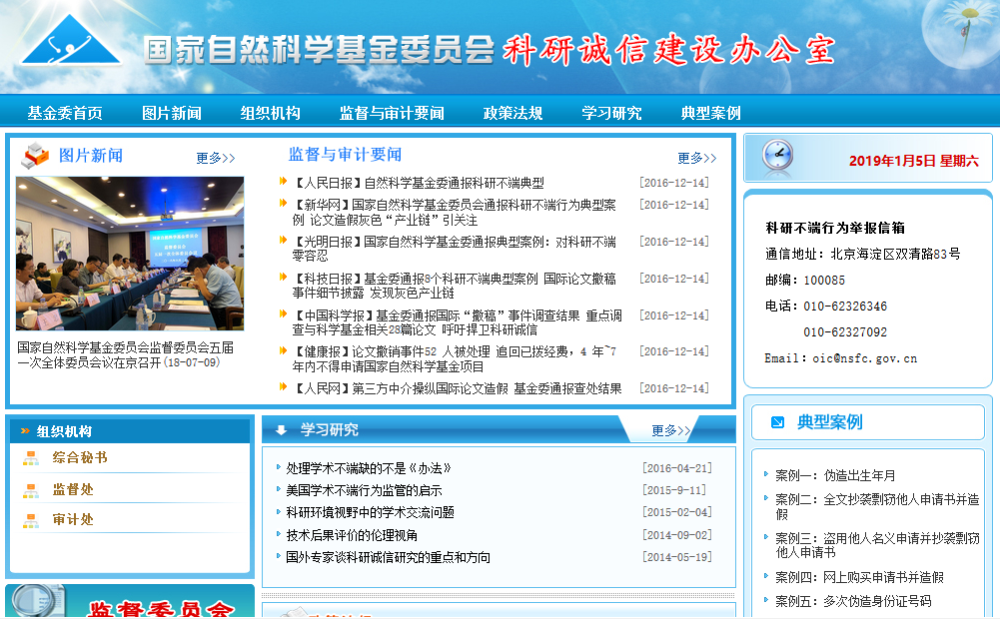 国家自然科学基金委员会 科研诚信建设办公室
基金委首页 图片新闻 组织机构 监督与审计要闻 政策法规 学习研究 典型案例
图片新闻 更多>>
国家自然科学基金委员会监督委员会五届
一次全体委员会议在京召开(18-07-09)
监督与审计要闻 更多>>
【人民日报】自然科学基金委通报科研不端典型 [2016-12-14]
【新华网】国家自然科学基金委员会通报科研不端行为典型案 [2016-12-14]
例 论文造假灰色“产业链”引关注
【光明日报】国家自然科学基金委通报典型案例：对科研不端 [2016-12-14]
零容忍
【科技日报】基金委通报8个科研不端典型案例 国际论文撤稿 [2016-12-14]
事件细节披露 发现灰色产业链
【中国科学报】基金委通报国际“撤稿”事件调查结果 重点调 [2016-12-14]
查与科学基金相关28篇论文 呼吁捍卫科研诚信
【健康报】论文撤销事件52 人被处理 追回已拨经费，4 年~7 [2016-12-14]
年内不得申请国家自然科学基金项目
【人民网】第三方中介操纵国际论文造假 基金委通报查处结果 [2016-12-14]
2019年1月5日 星期六
科研不端行为举报信箱
通信地址：北京海淀区双清路83号
邮编：100085
电话：010-62326346
010-62327092
Email：oic@nsfc.gov.cn
组织机构
综合秘书
监督处
审计处
监督委员会
学习研究 更多>>
处理学术不端缺的不是《办法》 [2016-04-21]
美国学术不端行为监管的启示 [2015-9-11]
科研环境视野中的学术交流问题 [2015-02-04]
技术后果评价的伦理视角 [2014-09-02]
国外专家谈科研诚信研究的重点和方向 [2014-05-19]
典型案例
案例一：伪造出生年月
案例二：全文抄袭剽窃他人申请书并造
假
案例三：盗用他人名义申请并抄袭剽窃
他人申请书
案例四：网上购买申请书并造假
案例五：多次伪造身份证号码